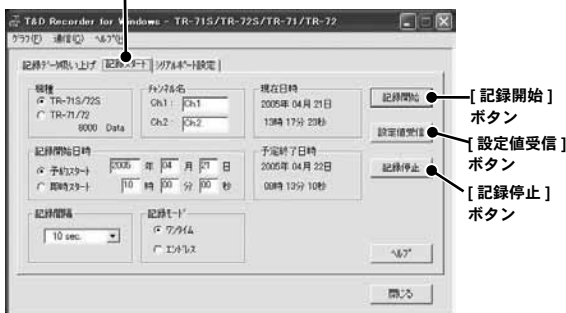 T&D Recorder for Windows - TR-71S/TR-72S/TR-71/TR-72
グラフ(F) 通信(C) ヘルプ(H)
記録データ吸い上げ 記録スタート シリアルポート設定
機種
TR-71S/72S
TR-71/72
8000 Data
チャンネル名
Ch1 : Ch1
Ch2 : Ch2
現在日時
2005年 04月 21日
13時 17分 23秒
記録開始
設定値受信
記録停止
記録開始日時
予約スタート
即時スタート
2005 年 04 月 21 日
10 時 00 分 00 秒
予定終了日時
2005年 04月 22日
08時 13分 10秒
記録間隔
10 sec.
記録モード
ワンタイム
エンドレス
ヘルプ
閉じる
[ 記録開始 ]
ボタン
[ 設定値受信 ]
ボタン
[ 記録停止 ]
ボタン